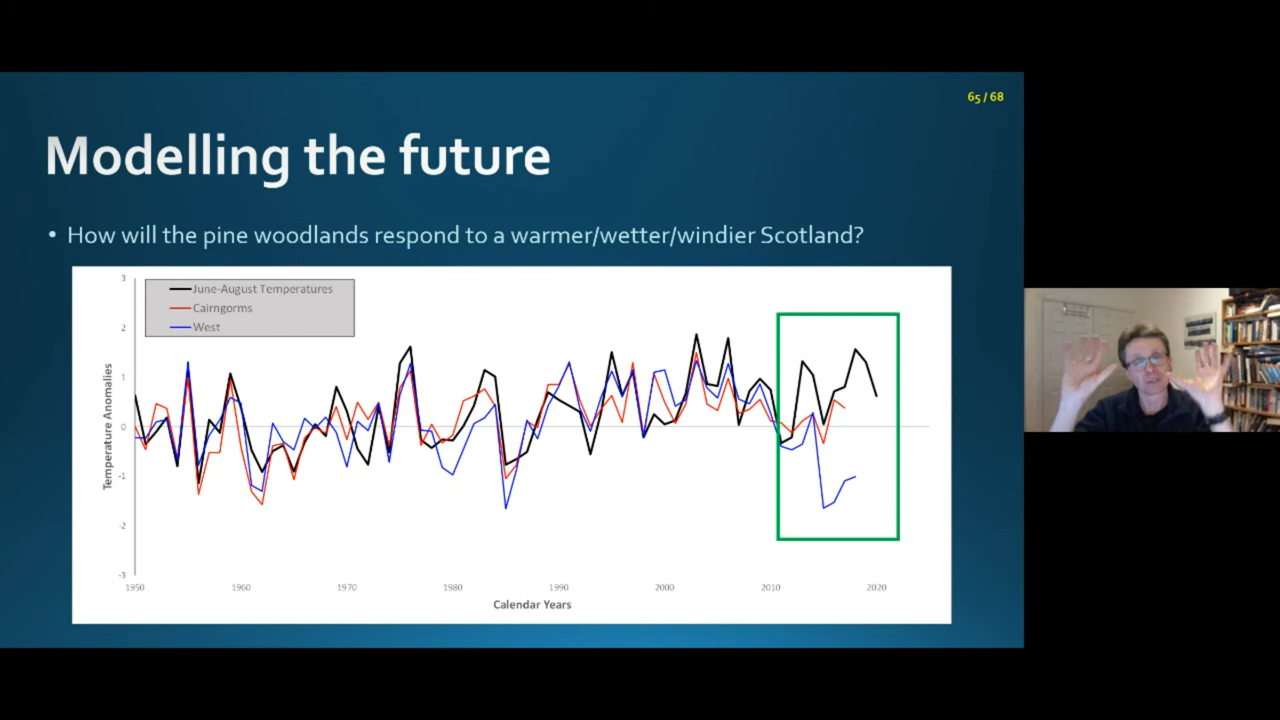 65 / 68
Modelling the future
• How will the pine woodlands respond to a warmer/wetter/windier Scotland?
June-August Temperatures
Cairngorms
West
Temperature Anomalies
3
2
1
0
-1
-2
-3
1950 1960 1970 1980 1990 2000 2010 2020
Calendar Years